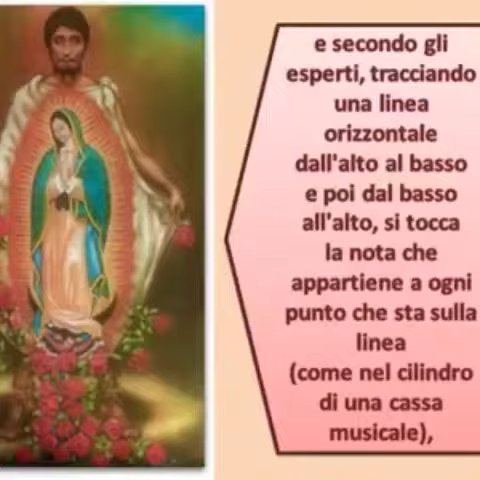 e secondo gli
esperti, tracciando
una linea
orizzontale
dall'alto al basso
e poi dal basso
all'alto, si tocca
la nota che
appartiene a ogni
punto che sta sulla
linea
(come nel cilindro
di una cassa
musicale),